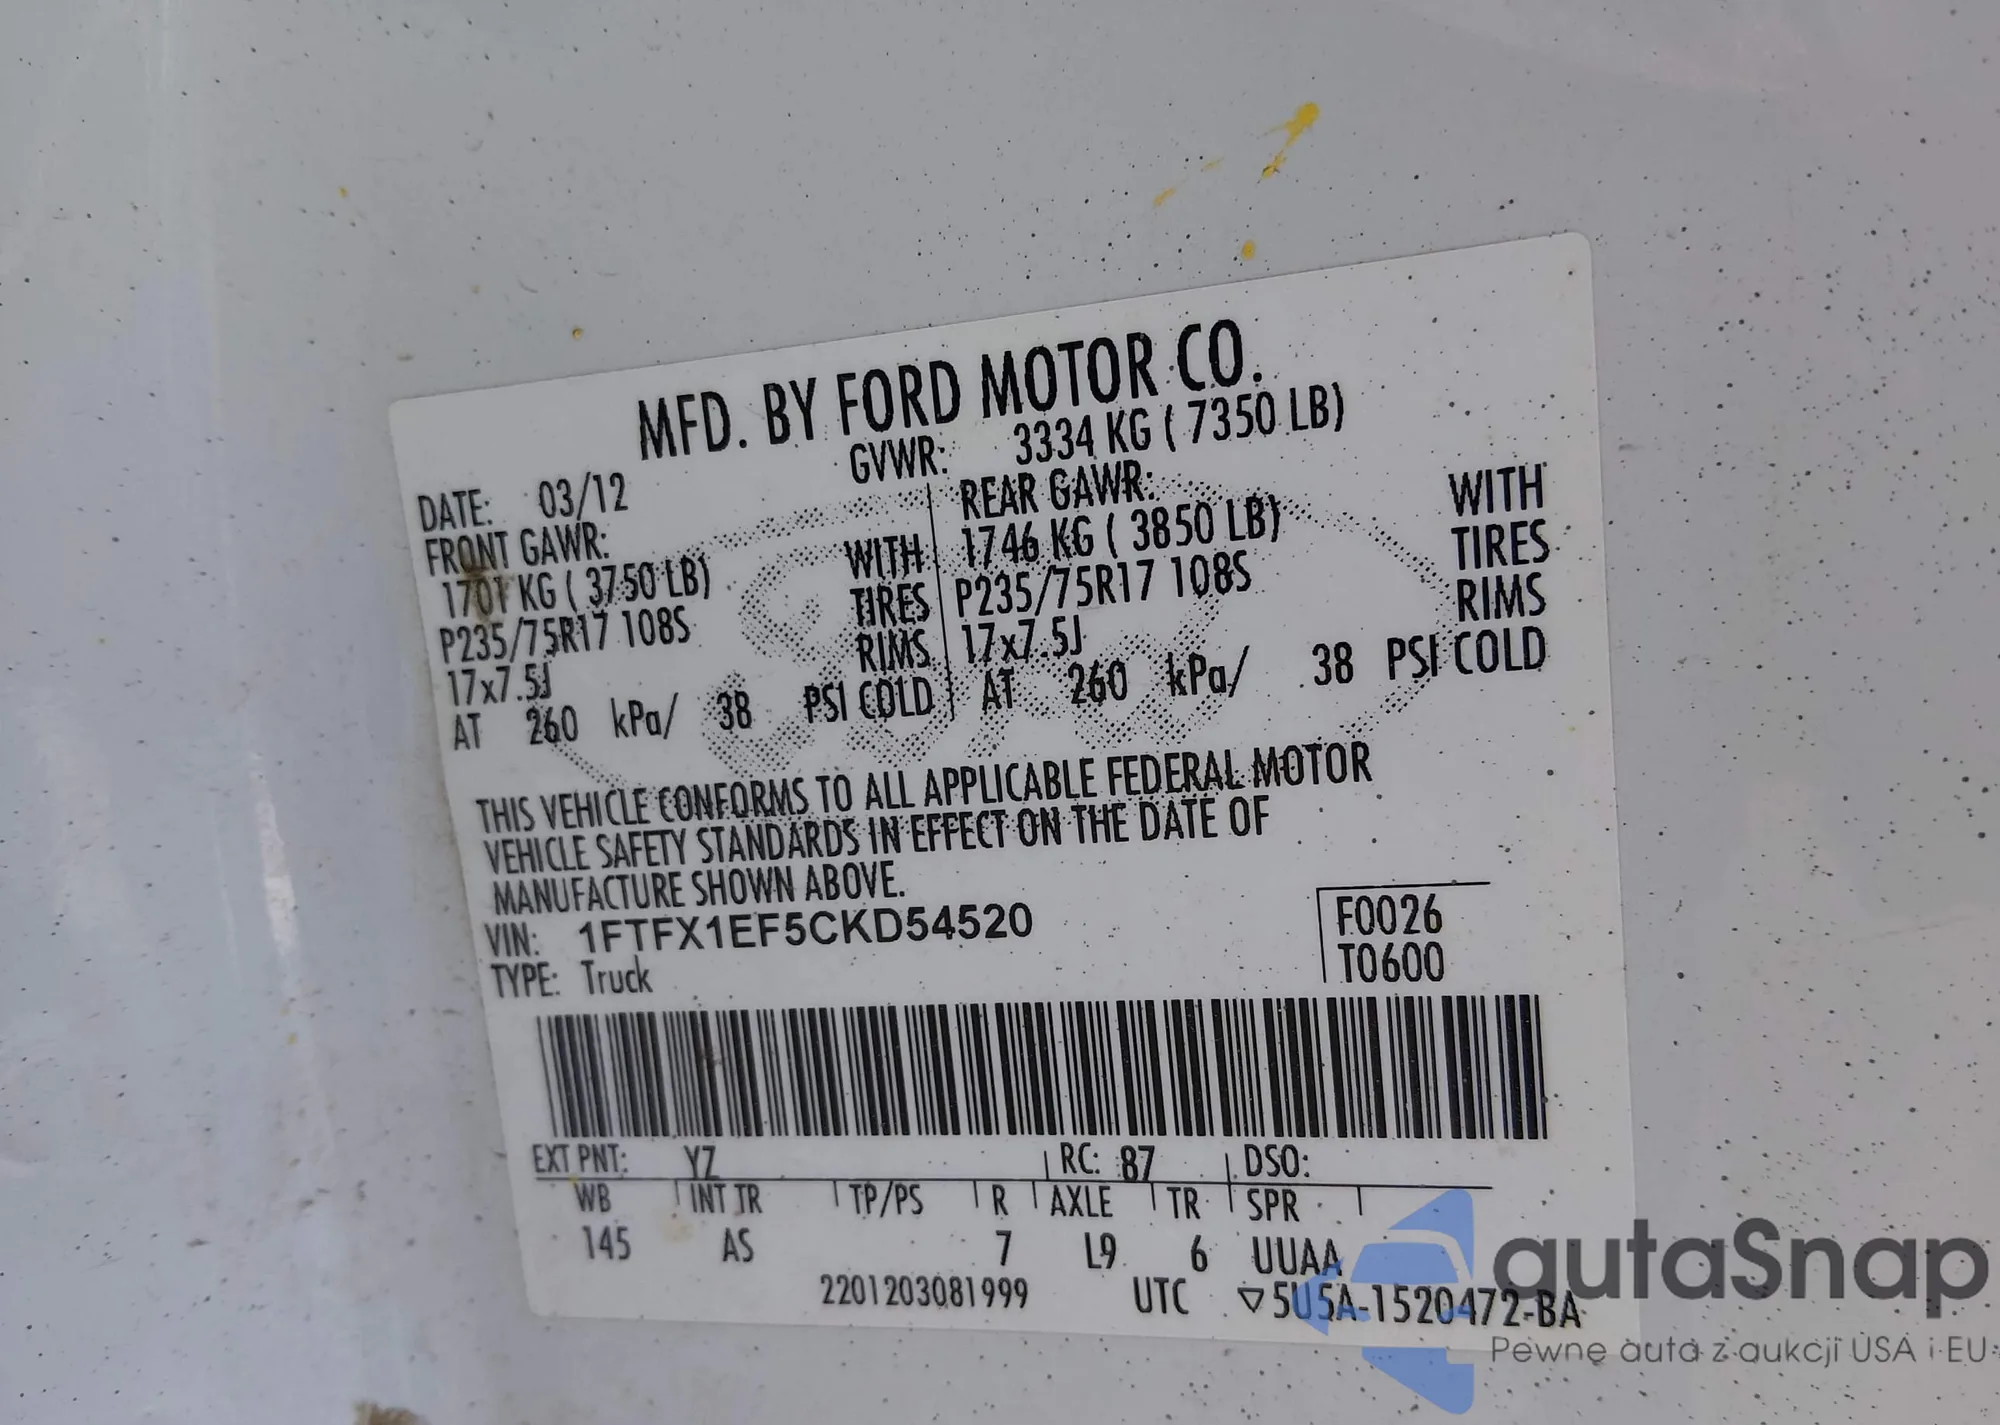 MFD. BY FORD MOTOR CO.
DATE: 03/12 GVWR: 3334 KG ( 7350 LB)
FRONT GAWR: REAR GAWR:
1701 KG ( 3750 LB) WITH 1746 KG ( 3850 LB) WITH
P235/75R17 108S TIRES P235/75R17 108S TIRES
17x7.5J RIMS 17x7.5J RIMS
AT 260 kPa/ 38 PSI COLD AT 260 kPa/ 38 PSI COLD
THIS VEHICLE CONFORMS TO ALL APPLICABLE FEDERAL MOTOR
VEHICLE SAFETY STANDARDS IN EFFECT ON THE DATE OF
MANUFACTURE SHOWN ABOVE.
VIN: 1FTFX1EF5CKD54520 F0026
TYPE: Truck T0600
EXT PNT: YZ RC: 87 DSO:
WB INT TR TP/PS R AXLE TR SPR
145 AS 7 L9 6 UUAA
2201203081999 UTC ▽5U5A-1520472-BA
autaSnap
Pewne auta z aukcji USA i EU